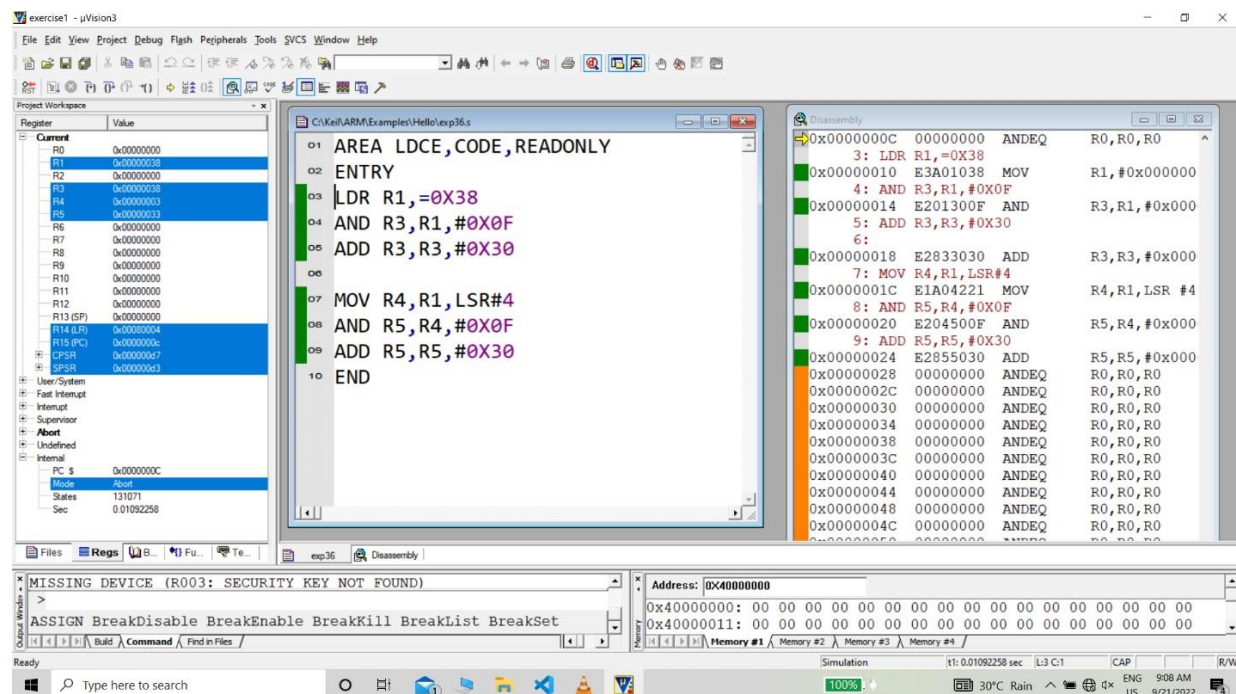 exercise1 - µVision3
File Edit View Project Debug Flash Peripherals Tools SVCS Window Help
Project Workspace
Register Value
Current
R0 0x00000000
R1 0x00000038
R2 0x00000000
R3 0x00000038
R4 0x00000003
R5 0x00000033
R6 0x00000000
R7 0x00000000
R8 0x00000000
R9 0x00000000
R10 0x00000000
R11 0x00000000
R12 0x00000000
R13 (SP) 0x00000000
R14 (LR) 0x00080004
R15 (PC) 0x0000000c
CPSR 0x000000d7
SPSR 0x000000d3
User/System
Fast Interrupt
Interrupt
Supervisor
Abort
Undefined
Internal
PC $ 0x0000000C
Mode Abort
States 131071
Sec 0.01092258
Files Regs B... Fu... Te...
C:\Keil\ARM\Examples\Hello\exp36.s
01 AREA LDCE,CODE,READONLY
02 ENTRY
03 LDR R1,=0X38
04 AND R3,R1,#0X0F
05 ADD R3,R3,#0X30
06
07 MOV R4,R1,LSR#4
08 AND R5,R4,#0X0F
09 ADD R5,R5,#0X30
10 END
exp36 Disassembly
Disassembly
0x0000000C 00000000 ANDEQ R0,R0,R0
3: LDR R1,=0X38
0x00000010 E3A01038 MOV R1,#0x000000
4: AND R3,R1,#0X0F
0x00000014 E201300F AND R3,R1,#0x000
5: ADD R3,R3,#0X30
6:
0x00000018 E2833030 ADD R3,R3,#0x000
7: MOV R4,R1,LSR#4
0x0000001C E1A04221 MOV R4,R1,LSR #4
8: AND R5,R4,#0X0F
0x00000020 E204500F AND R5,R4,#0x000
9: ADD R5,R5,#0X30
0x00000024 E2855030 ADD R5,R5,#0x000
0x00000028 00000000 ANDEQ R0,R0,R0
0x0000002C 00000000 ANDEQ R0,R0,R0
0x00000030 00000000 ANDEQ R0,R0,R0
0x00000034 00000000 ANDEQ R0,R0,R0
0x00000038 00000000 ANDEQ R0,R0,R0
0x0000003C 00000000 ANDEQ R0,R0,R0
0x00000040 00000000 ANDEQ R0,R0,R0
0x00000044 00000000 ANDEQ R0,R0,R0
0x00000048 00000000 ANDEQ R0,R0,R0
0x0000004C 00000000 ANDEQ R0,R0,R0
Output Window
MISSING DEVICE (R003: SECURITY KEY NOT FOUND)
>
ASSIGN BreakDisable BreakEnable BreakKill BreakList BreakSet
Build Command Find in Files
Memory
Address: 0X40000000
0x40000000: 00 00 00 00 00 00 00 00 00 00 00 00 00 00 00 00 00
0x40000011: 00 00 00 00 00 00 00 00 00 00 00 00 00 00 00 00 00
Memory #1 Memory #2 Memory #3 Memory #4
Ready Simulation t1: 0.01092258 sec L:3 C:1 CAP R/W
Type here to search 100% 30°C Rain ENG US 9:08 AM 9/21/2022